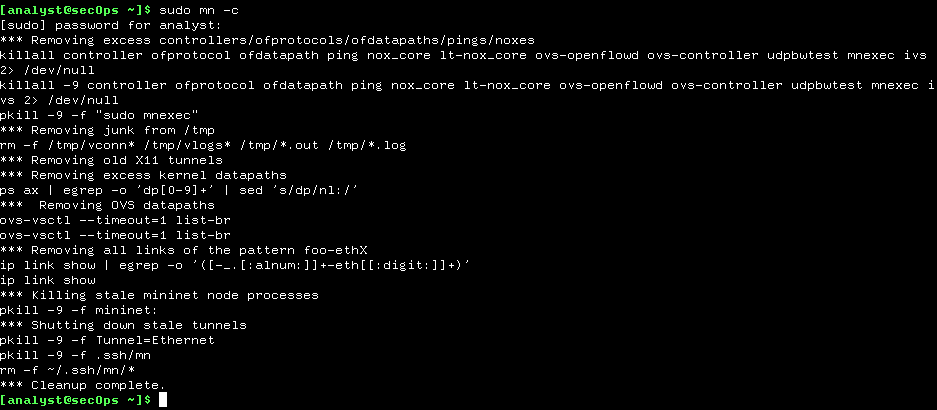 [analyst@secOps ~]$ sudo mn -c
[sudo] password for analyst:
*** Removing excess controllers/ofprotocols/ofdatapaths/pings/noxes
killall controller ofprotocol ofdatapath ping nox_core lt-nox_core ovs-openflowd ovs-controller udpbwtest mnexec ivs
2> /dev/null
killall -9 controller ofprotocol ofdatapath ping nox_core lt-nox_core ovs-openflowd ovs-controller udpbwtest mnexec i
vs 2> /dev/null
pkill -9 -f "sudo mnexec"
*** Removing junk from /tmp
rm -f /tmp/vconn* /tmp/vlogs* /tmp/*.out /tmp/*.log
*** Removing old X11 tunnels
*** Removing excess kernel datapaths
ps ax | egrep -o 'dp[0-9]+' | sed 's/dp/nl:/'
***  Removing OVS datapaths
ovs-vsctl --timeout=1 list-br
ovs-vsctl --timeout=1 list-br
*** Removing all links of the pattern foo-ethX
ip link show | egrep -o '([-_.[:alnum:]]+-eth[[:digit:]]+)'
ip link show
*** Killing stale mininet node processes
pkill -9 -f mininet:
*** Shutting down stale tunnels
pkill -9 -f Tunnel=Ethernet
pkill -9 -f .ssh/mn
rm -f ~/.ssh/mn/*
*** Cleanup complete.
[analyst@secOps ~]$